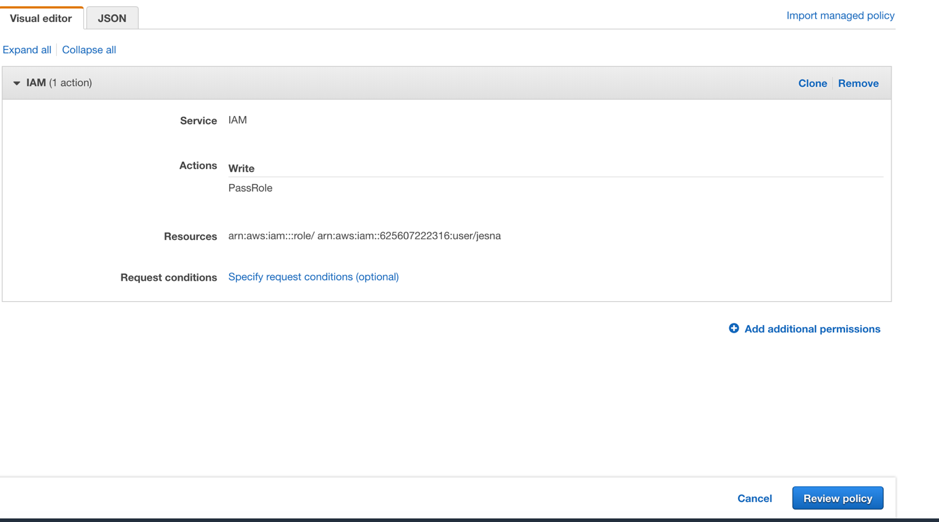 Visual editor JSON Import managed policy
Expand all Collapse all
IAM (1 action) Clone Remove
Service IAM
Actions Write
PassRole
Resources arn:aws:iam:::role/ arn:aws:iam::625607222316:user/jesna
Request conditions Specify request conditions (optional)
Add additional permissions
Cancel Review policy